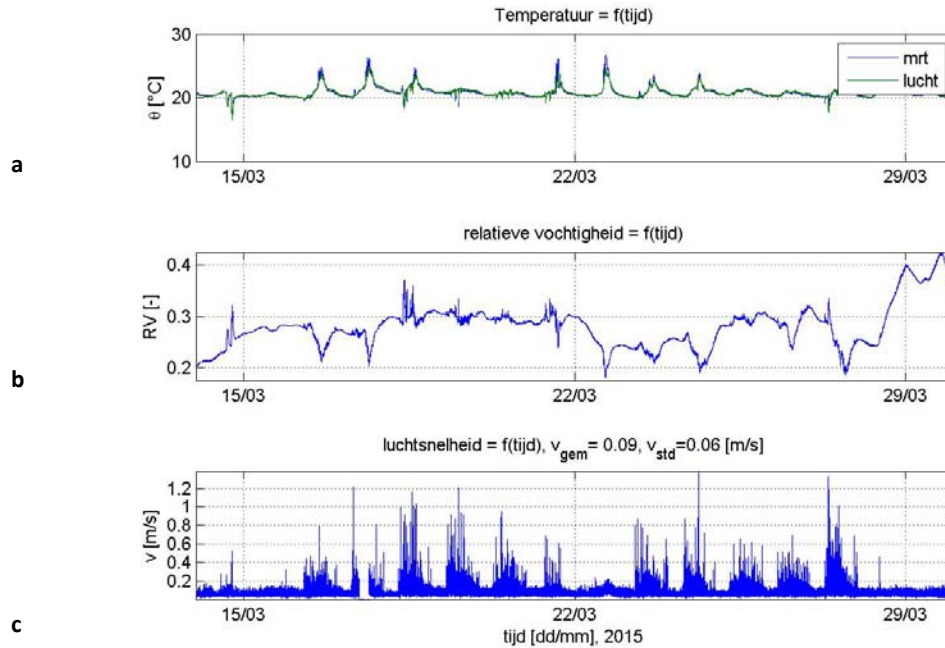 Temperatuur = f(tijd)
30
20
10
θ [°C]
mrt
lucht
15/03
22/03
29/03
a
relatieve vochtigheid = f(tijd)
0.4
0.3
0.2
RV [-]
15/03
22/03
29/03
b
luchtsnelheid = f(tijd), v_gem= 0.09, v_std=0.06 [m/s]
1.2
1
0.8
0.6
0.4
0.2
v [m/s]
15/03
22/03
29/03
tijd [dd/mm], 2015
c